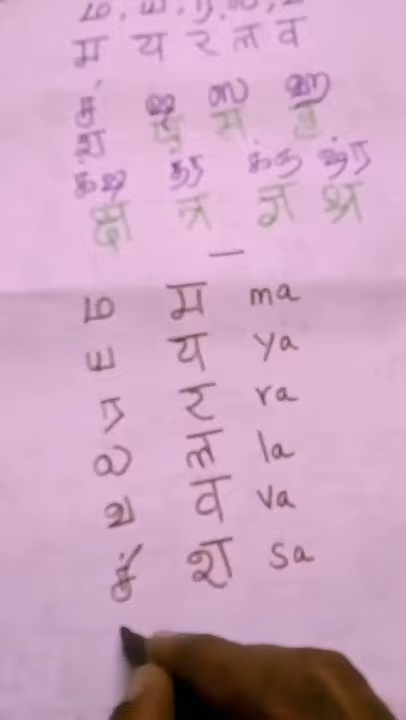 ம ய ர ல
म य र ल व
ஷ ஸ ஹ
श ष स ह
क्ष त्र ज्ञ श्र
ம म ma
ய य ya
ர र ra
ல ल la
வ व va
श sa